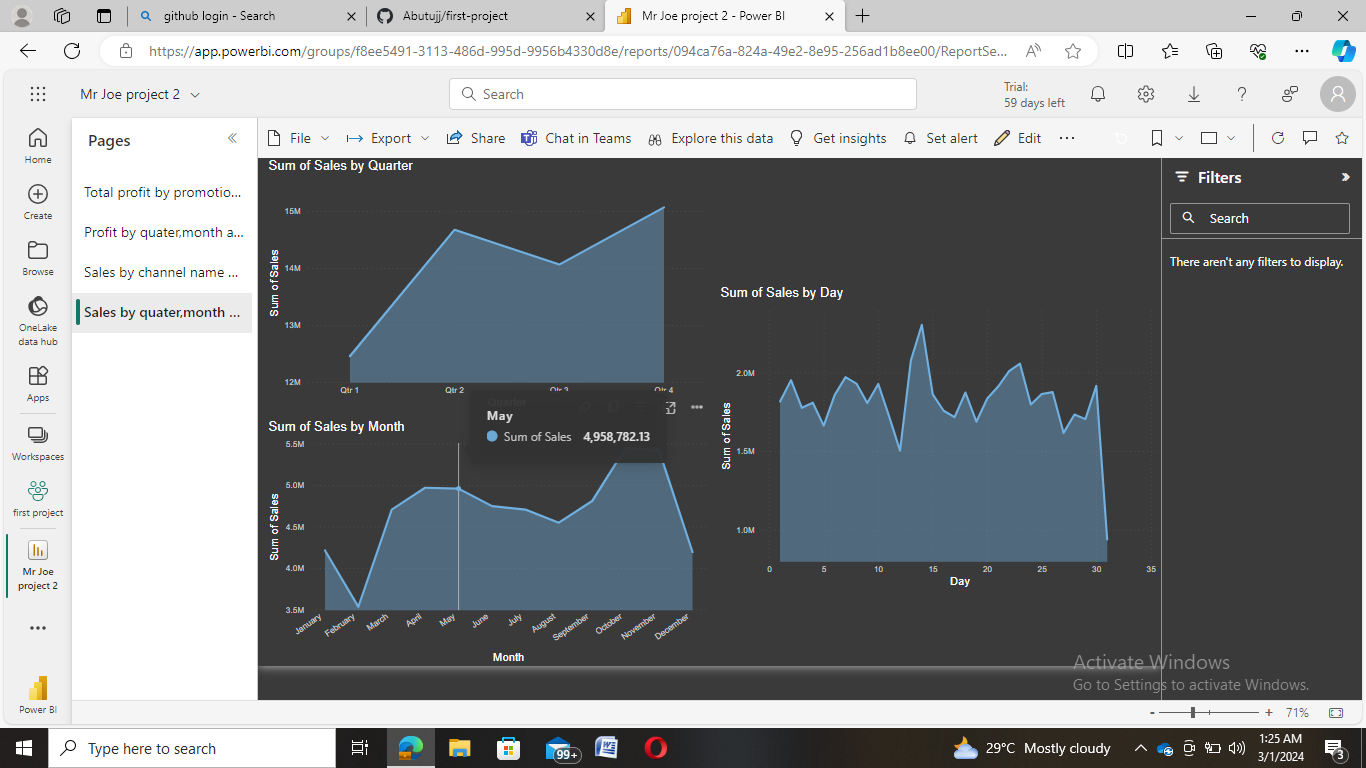 github login - Search
Abutujj/first-project
Mr Joe project 2 - Power BI
https://app.powerbi.com/groups/f8ee5491-3113-486d-995d-9956b4330d8e/reports/094ca76a-824a-49e2-8e95-256ad1b8ee00/ReportSe...
Mr Joe project 2
Search
Trial:
59 days left
Home
Create
Browse
OneLake
data hub
Apps
Workspaces
first project
Mr Joe
project 2
Power BI
Pages
Total profit by promotio...
Profit by quater,month a...
Sales by channel name ...
Sales by quater,month ...
File Export Share Chat in Teams Explore this data Get insights Set alert Edit
Sum of Sales by Quarter
Sum of Sales
15M
14M
13M
12M
Qtr 1 Qtr 2 Qtr 3 Qtr 4
Quarter
May
Sum of Sales 4,958,782.13
Sum of Sales by Month
Sum of Sales
5.5M
5.0M
4.5M
4.0M
3.5M
January February March April May June July August September October November December
Month
Sum of Sales by Day
Sum of Sales
2.0M
1.5M
1.0M
0 5 10 15 20 25 30 35
Day
Filters
Search
There aren't any filters to display.
Activate Windows
Go to Settings to activate Windows.
- + 71%
Type here to search
99+
29°C Mostly cloudy
1:25 AM
3/1/2024
3